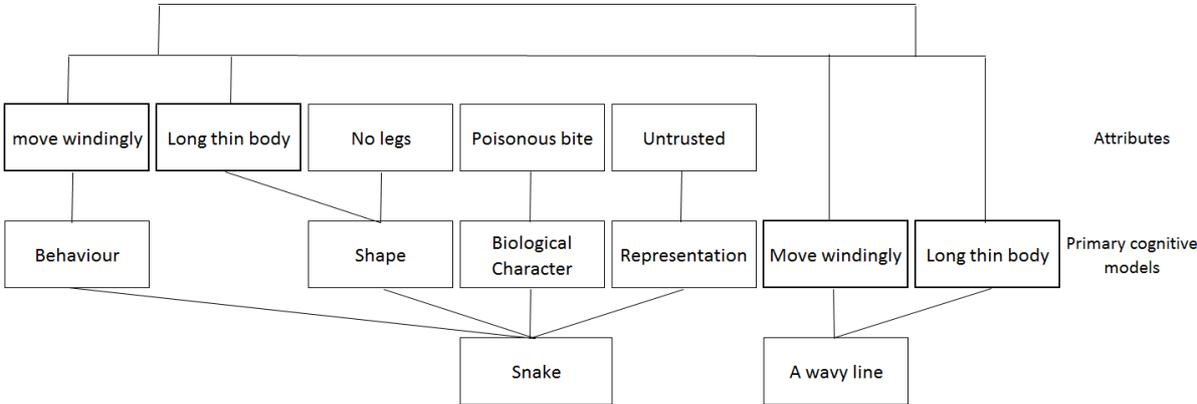 move windingly
Long thin body
No legs
Poisonous bite
Untrusted
Attributes
Behaviour
Shape
Biological
Character
Representation
Move windingly
Long thin body
Primary cognitive
models
Snake
A wavy line